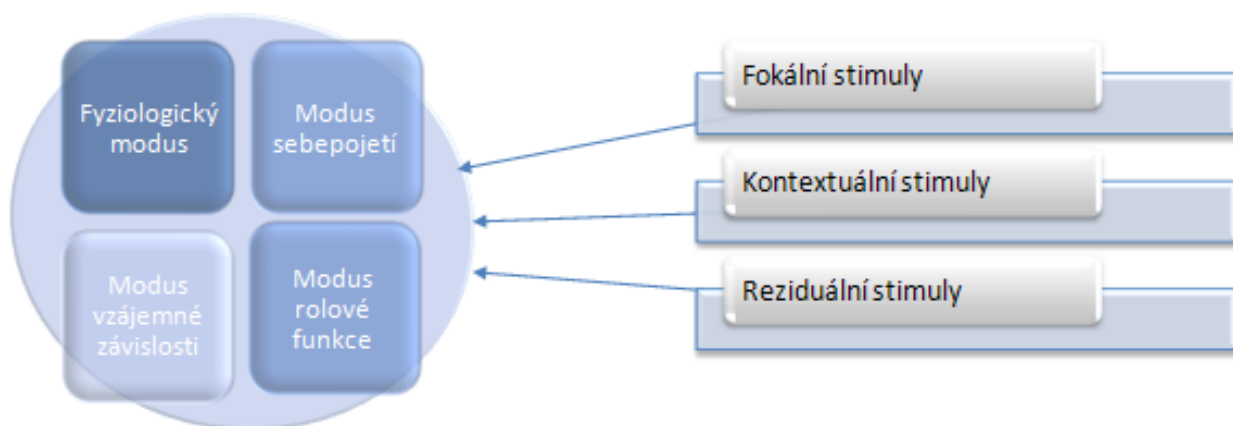 Fyziologický
modus
Modus
sebepojetí
Modus
vzájemné
závislosti
Modus
rolové
funkce
Fokální stimuly
Kontextuální stimuly
Reziduální stimuly